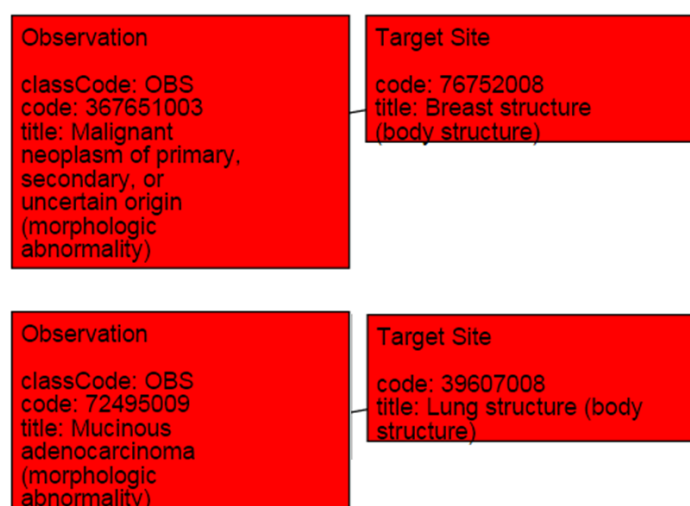 Observation
classCode: OBS
code: 367651003
title: Malignant
neoplasm of primary,
secondary, or
uncertain origin
(morphologic
abnormality)
Target Site
code: 76752008
title: Breast structure
(body structure)
Observation
classCode: OBS
code: 72495009
title: Mucinous
adenocarcinoma
(morphologic
abnormality)
Target Site
code: 39607008
title: Lung structure (body
structure)